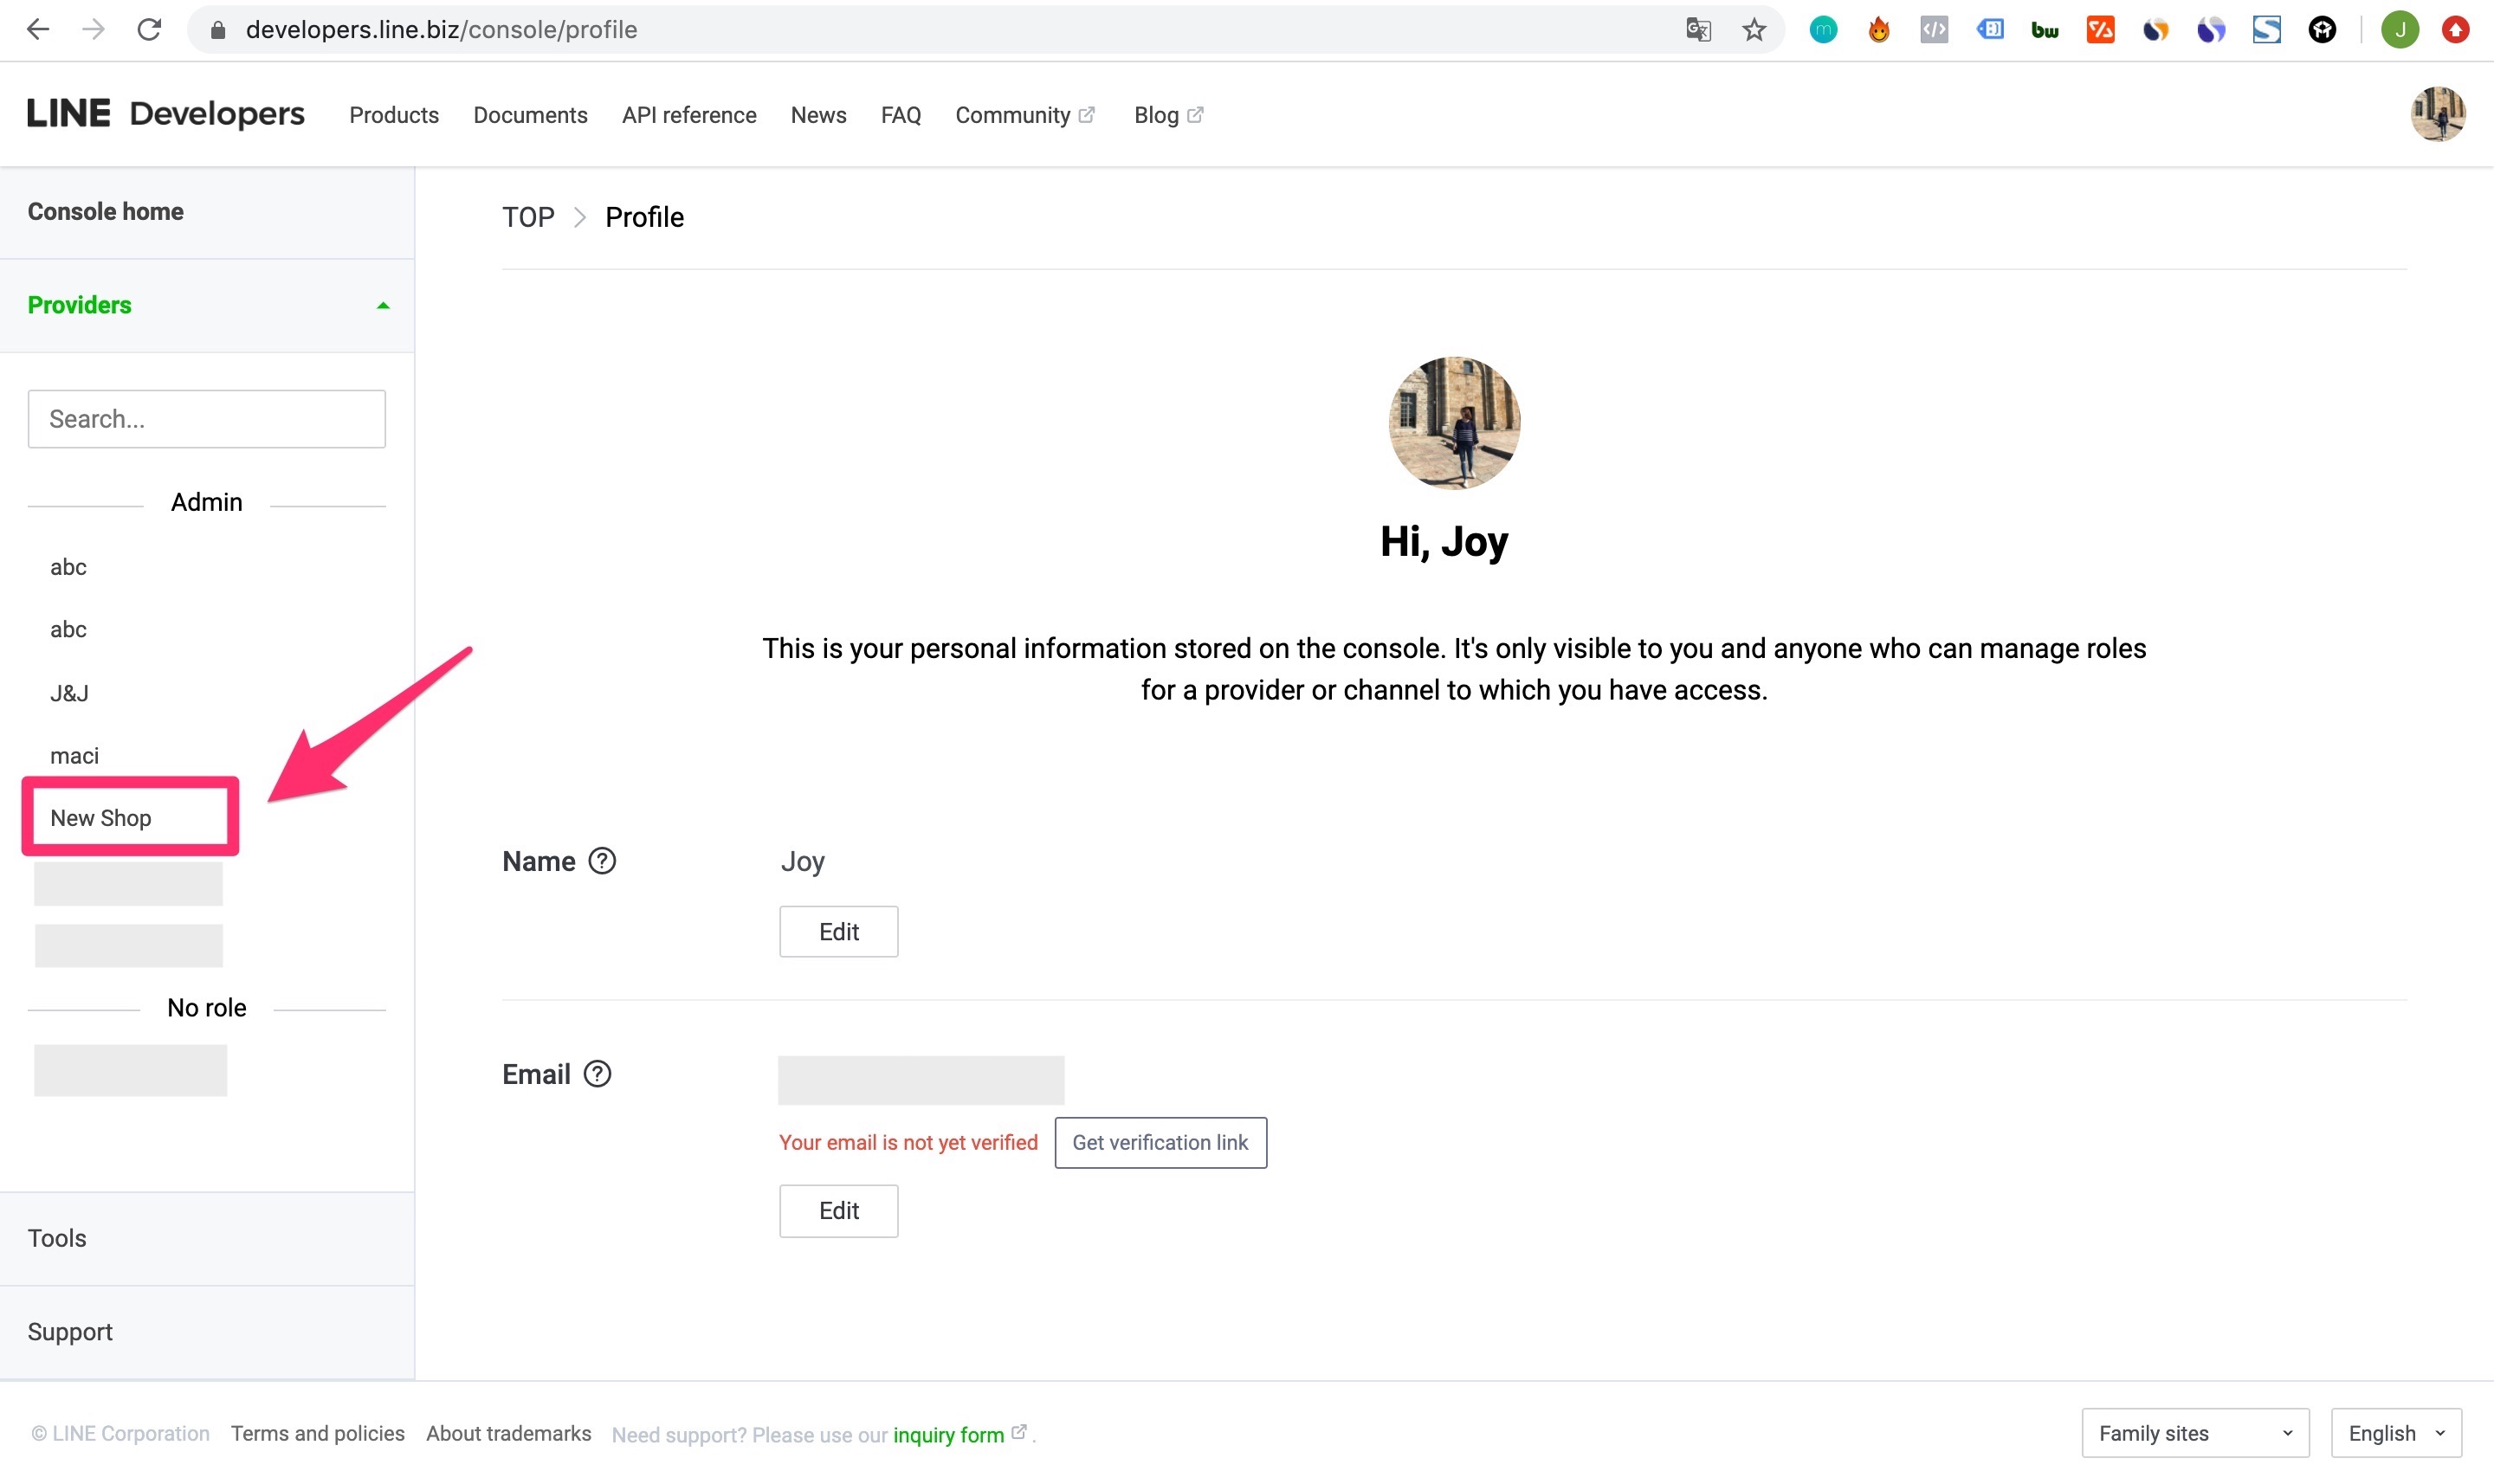 developers.line.biz/console/profile
m
bw
J
LINE Developers
Products
Documents
API reference
News
FAQ
Community
Blog
Console home
Providers
Search...
Admin
abc
abc
J&J
maci
New Shop
No role
Tools
Support
TOP > Profile
Hi, Joy
This is your personal information stored on the console. It's only visible to you and anyone who can manage roles
for a provider or channel to which you have access.
Name ?
Joy
Edit
Email ?
Your email is not yet verified
Get verification link
Edit
© LINE Corporation
Terms and policies
About trademarks
Need support? Please use our inquiry form .
Family sites
English